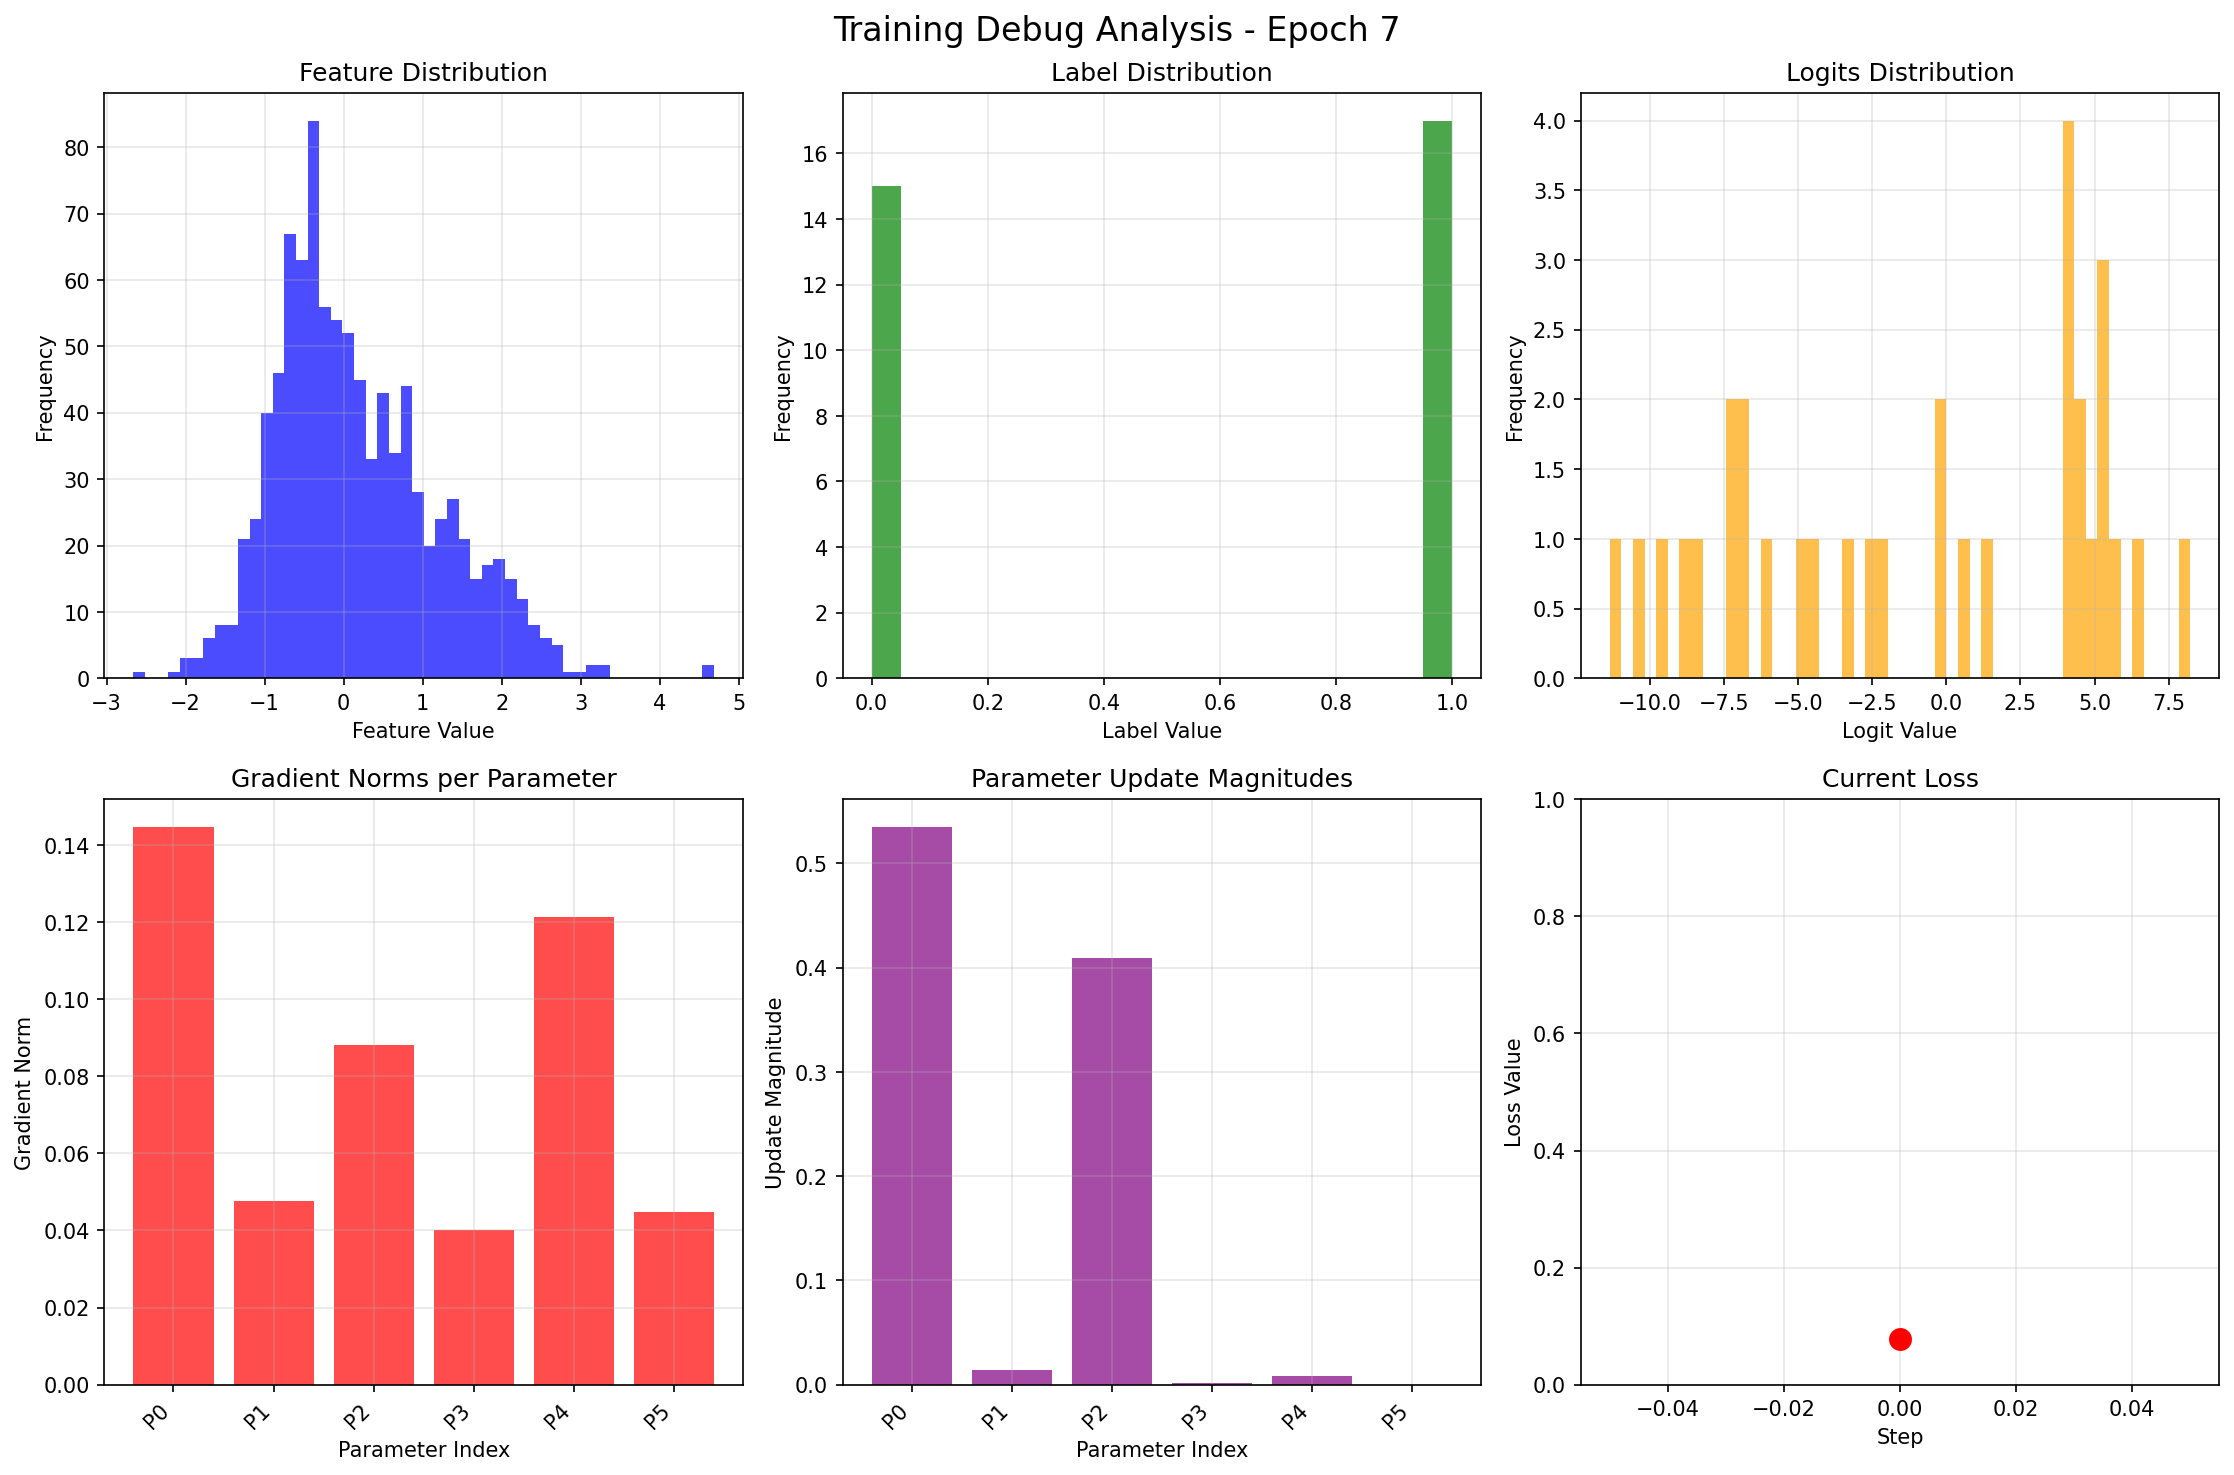 Training Debug Analysis - Epoch 7
Feature Distribution
Frequency
80
70
60
50
40
30
20
10
0
−3 −2 −1 0 1 2 3 4 5
Feature Value
Label Distribution
Frequency
16
14
12
10
8
6
4
2
0
0.0 0.2 0.4 0.6 0.8 1.0
Label Value
Logits Distribution
Frequency
4.0
3.5
3.0
2.5
2.0
1.5
1.0
0.5
0.0
−10.0 −7.5 −5.0 −2.5 0.0 2.5 5.0 7.5
Logit Value
Gradient Norms per Parameter
Gradient Norm
0.14
0.12
0.10
0.08
0.06
0.04
0.02
0.00
P0 P1 P2 P3 P4 P5
Parameter Index
Parameter Update Magnitudes
Update Magnitude
0.5
0.4
0.3
0.2
0.1
0.0
P0 P1 P2 P3 P4 P5
Parameter Index
Current Loss
Loss Value
1.0
0.8
0.6
0.4
0.2
0.0
−0.04 −0.02 0.00 0.02 0.04
Step